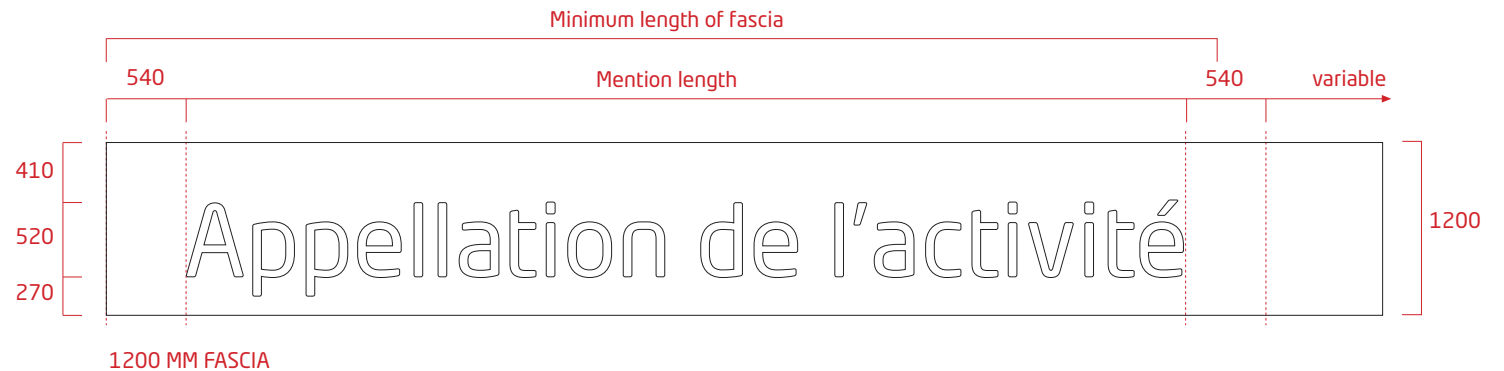 Minimum length of fascia
540 Mention length 540 variable
410
520
270
Appellation de l’activité
1200
1200 MM FASCIA